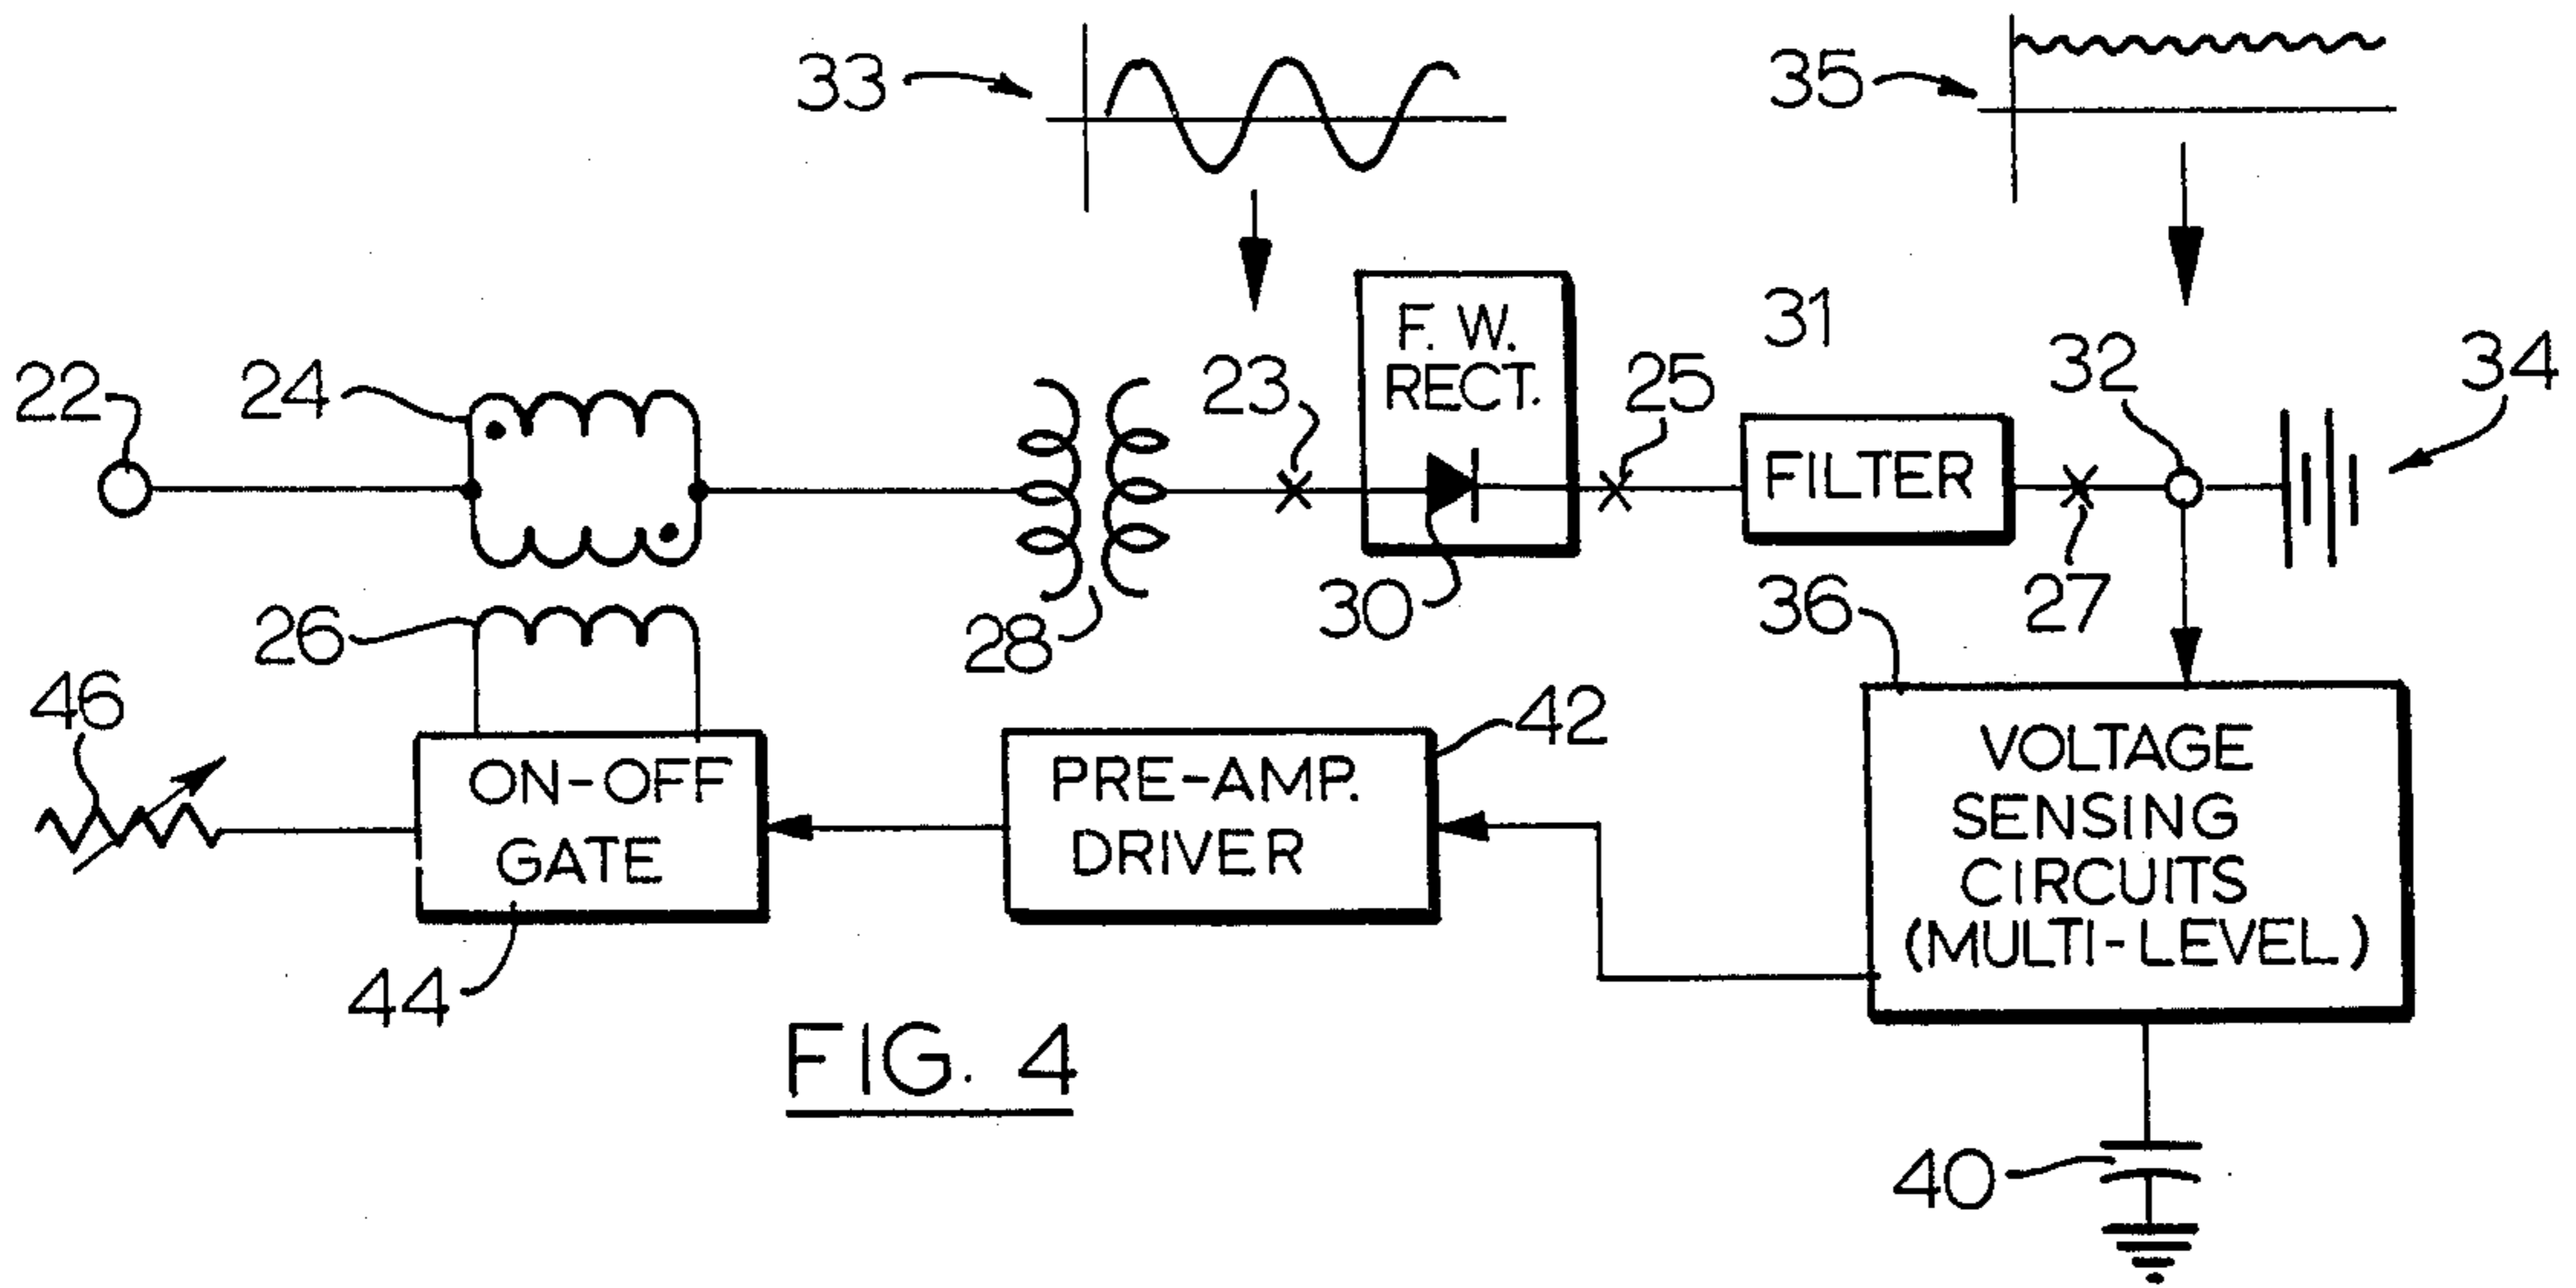 33
35
F. W.
RECT.
31
22
24
23
25
32
34
FILTER
26
28
30
36
27
46
42
ON-OFF
GATE
PRE-AMP.
DRIVER
VOLTAGE
SENSING
CIRCUITS
(MULTI-LEVEL)
44
FIG. 4
40